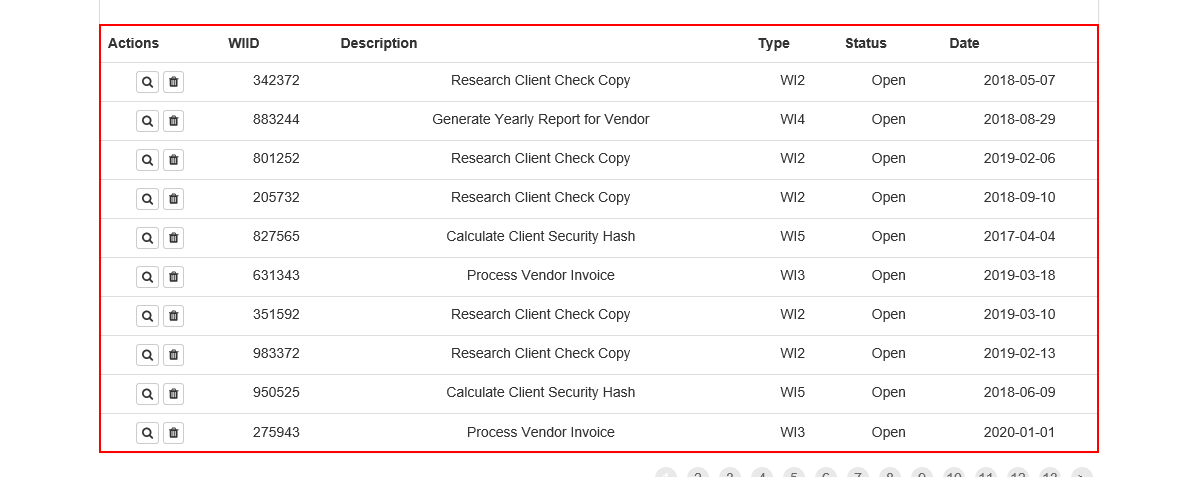 Actions WIID Description Type Status Date
342372 Research Client Check Copy WI2 Open 2018-05-07
883244 Generate Yearly Report for Vendor WI4 Open 2018-08-29
801252 Research Client Check Copy WI2 Open 2019-02-06
205732 Research Client Check Copy WI2 Open 2018-09-10
827565 Calculate Client Security Hash WI5 Open 2017-04-04
631343 Process Vendor Invoice WI3 Open 2019-03-18
351592 Research Client Check Copy WI2 Open 2019-03-10
983372 Research Client Check Copy WI2 Open 2019-02-13
950525 Calculate Client Security Hash WI5 Open 2018-06-09
275943 Process Vendor Invoice WI3 Open 2020-01-01
2 3 4 5 6 7 8 9 10 11 12 13 >